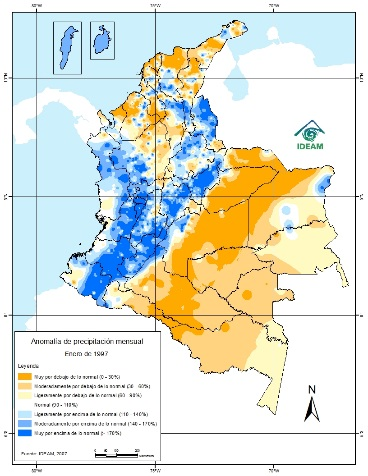 IDEAM
Anomalía de precipitación mensual
Enero de 1997
Leyenda
Muy por debajo de lo normal (0 - 30%)
Moderadamente por debajo de lo normal (30 - 60%)
Ligeramente por debajo de lo normal (60 - 90%)
Normal (90 - 110%)
Ligeramente por encima de lo normal (110 - 140%)
Moderadamente por encima de lo normal (140 - 170%)
Muy por encima de lo normal (> 170%)
Fuente: IDEAM, 2007
N